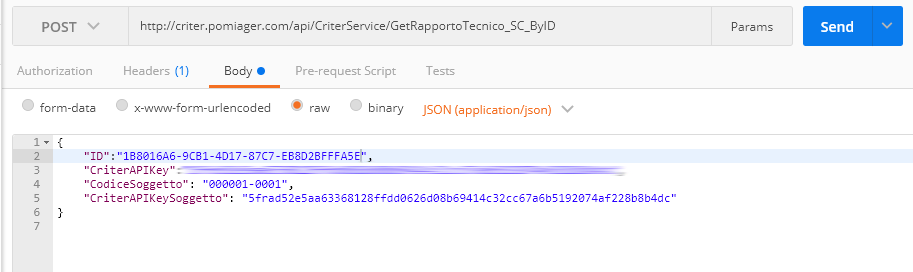 POST http://criter.pomiager.com/api/CriterService/GetRapportoTecnico_SC_ByID Params Send
Authorization Headers (1) Body Pre-request Script Tests
form-data x-www-form-urlencoded raw binary JSON (application/json)
1 {
2 "ID":"1B8016A6-9CB1-4D17-87C7-EB8D2BFFFA5E",
3 "CriterAPIKey"
4 "CodiceSoggetto": "000001-0001",
5 "CriterAPIKeySoggetto": "5frad52e5aa63368128ffdd0626d08b69414c32cc67a6b5192074af228b8b4dc"
6 }
7